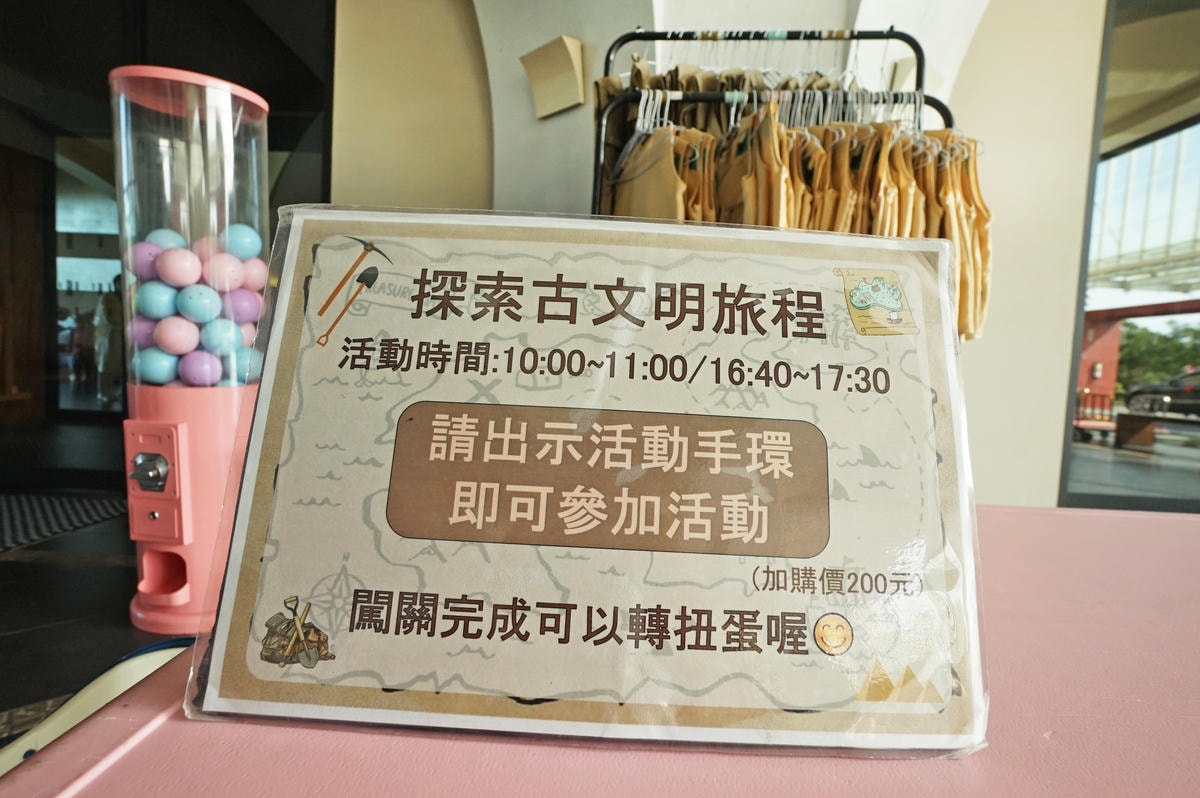 探索古文明旅程
活動時間:10:00~11:00/16:40~17:30
請出示活動手環
即可參加活動
(加購價200元)
闖關完成可以轉扭蛋喔